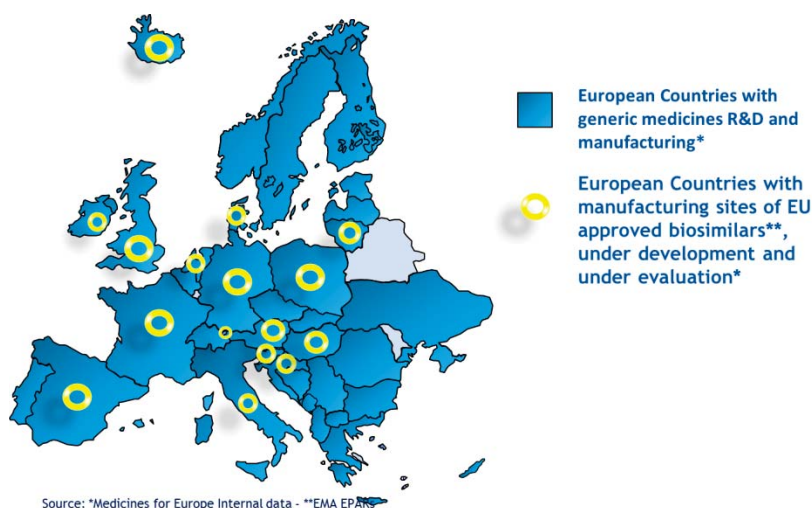 European Countries with
generic medicines R&D and
manufacturing*
European Countries with
manufacturing sites of EU
approved biosimilars**,
under development and
under evaluation*
Source: *Medicines for Europe Internal data - **EMA EPARs